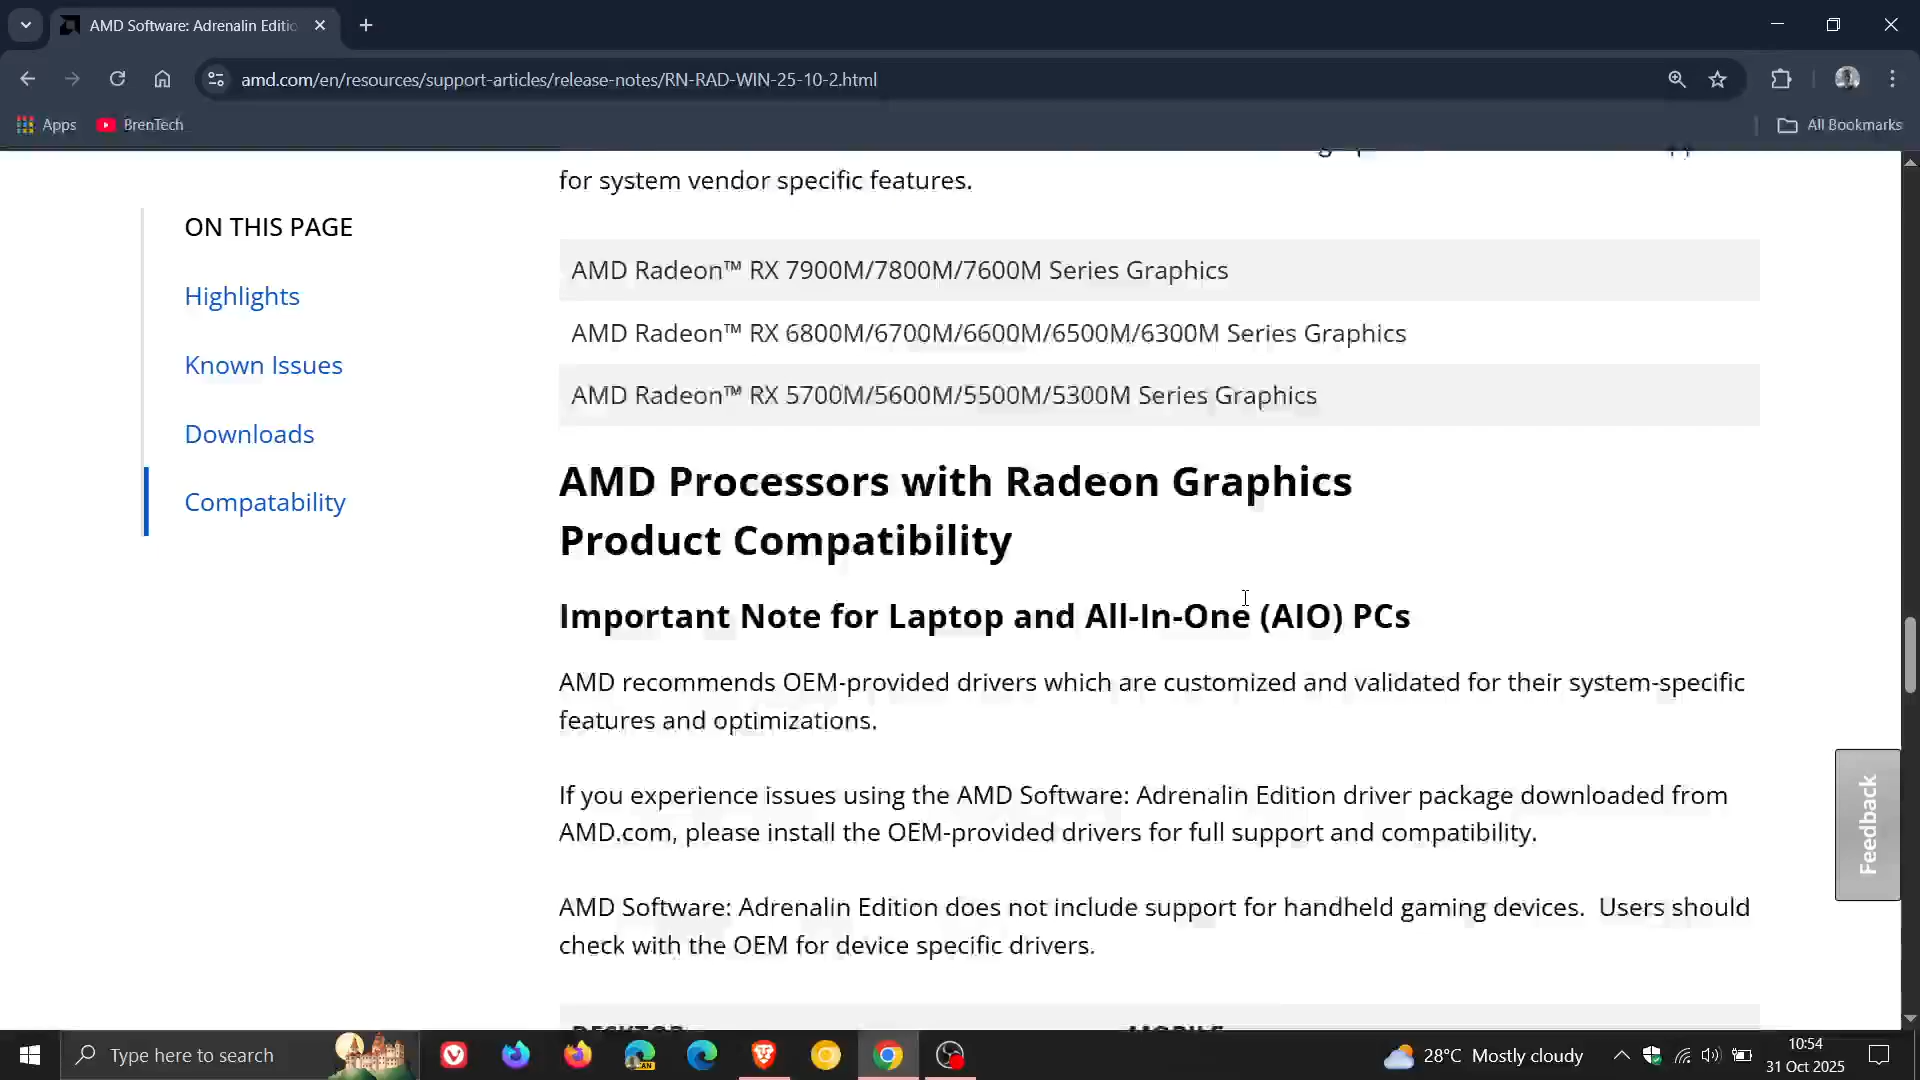 AMD Software: Adrenalin Editio
amd.com/en/resources/support-articles/release-notes/RN-RAD-WIN-25-10-2.html
Apps
BrenTech
All Bookmarks
ON THIS PAGE
Highlights
Known Issues
Downloads
Compatability
for system vendor specific features.
AMD Radeon™ RX 7900M/7800M/7600M Series Graphics
AMD Radeon™ RX 6800M/6700M/6600M/6500M/6300M Series Graphics
AMD Radeon™ RX 5700M/5600M/5500M/5300M Series Graphics
AMD Processors with Radeon Graphics
Product Compatibility
Important Note for Laptop and All-In-One (AIO) PCs
AMD recommends OEM-provided drivers which are customized and validated for their system-specific
features and optimizations.
If you experience issues using the AMD Software: Adrenalin Edition driver package downloaded from
AMD.com, please install the OEM-provided drivers for full support and compatibility.
AMD Software: Adrenalin Edition does not include support for handheld gaming devices. Users should
check with the OEM for device specific drivers.
DESKTOP
MOBILE
Feedback
Type here to search
28°C Mostly cloudy
10:54
31 Oct 2025